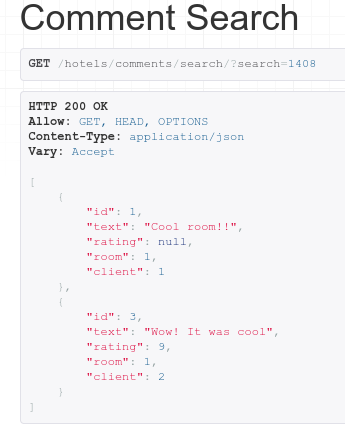 Comment Search
GET /hotels/comments/search/?search=1408
HTTP 200 OK
Allow: GET, HEAD, OPTIONS
Content-Type: application/json
Vary: Accept
[
    {
        "id": 1,
        "text": "Cool room!!",
        "rating": null,
        "room": 1,
        "client": 1
    },
    {
        "id": 3,
        "text": "Wow! It was cool",
        "rating": 9,
        "room": 1,
        "client": 2
    }
]